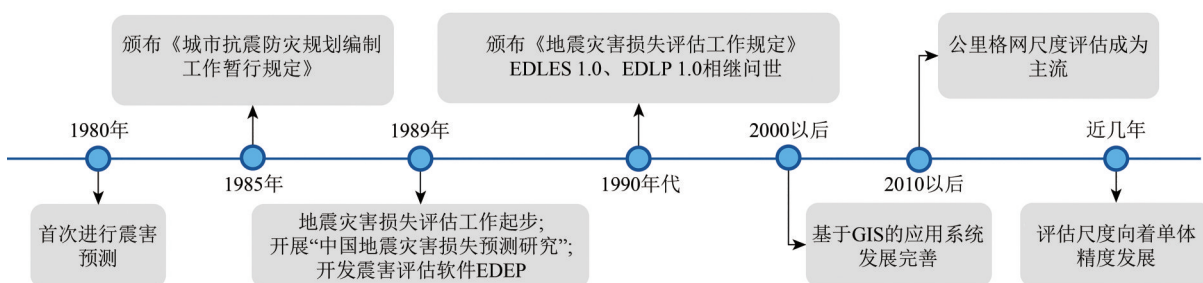 颁布《城市抗震防灾规划编制
工作暂行规定》
颁布《地震灾害损失评估工作规定》
EDLES 1.0、EDLP 1.0相继问世
公里格网尺度评估成为
主流
1980年
1989年
2000以后
近几年
1985年
1990年代
2010以后
首次进行震害
预测
地震灾害损失评估工作起步;
开展“中国地震灾害损失预测研究”;
开发震害评估软件EDEP
基于GIS的应用系统
发展完善
评估尺度向着单体
精度发展